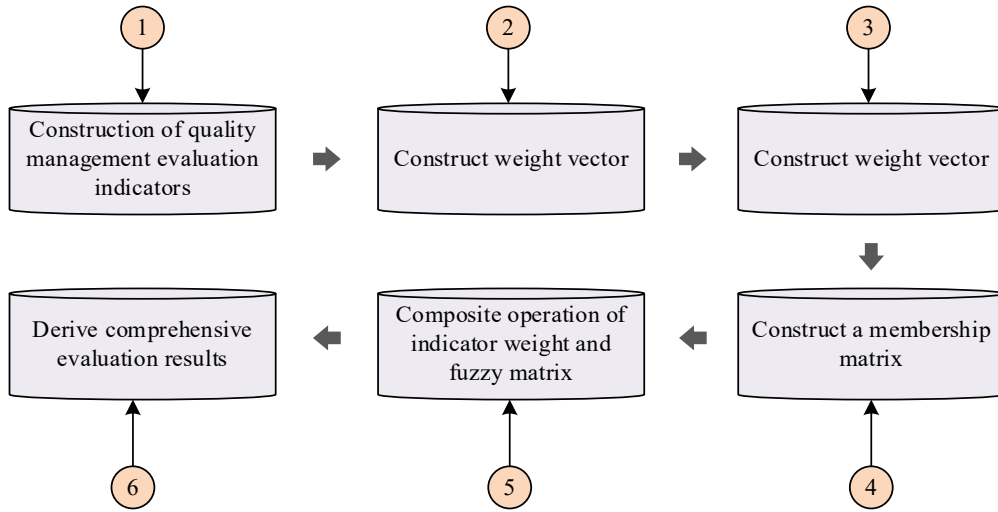 1
2
3
Construction of quality
management evaluation
indicators
Construct weight vector
Construct weight vector
Derive comprehensive
evaluation results
Composite operation of
indicator weight and
fuzzy matrix
Construct a membership
matrix
6
5
4